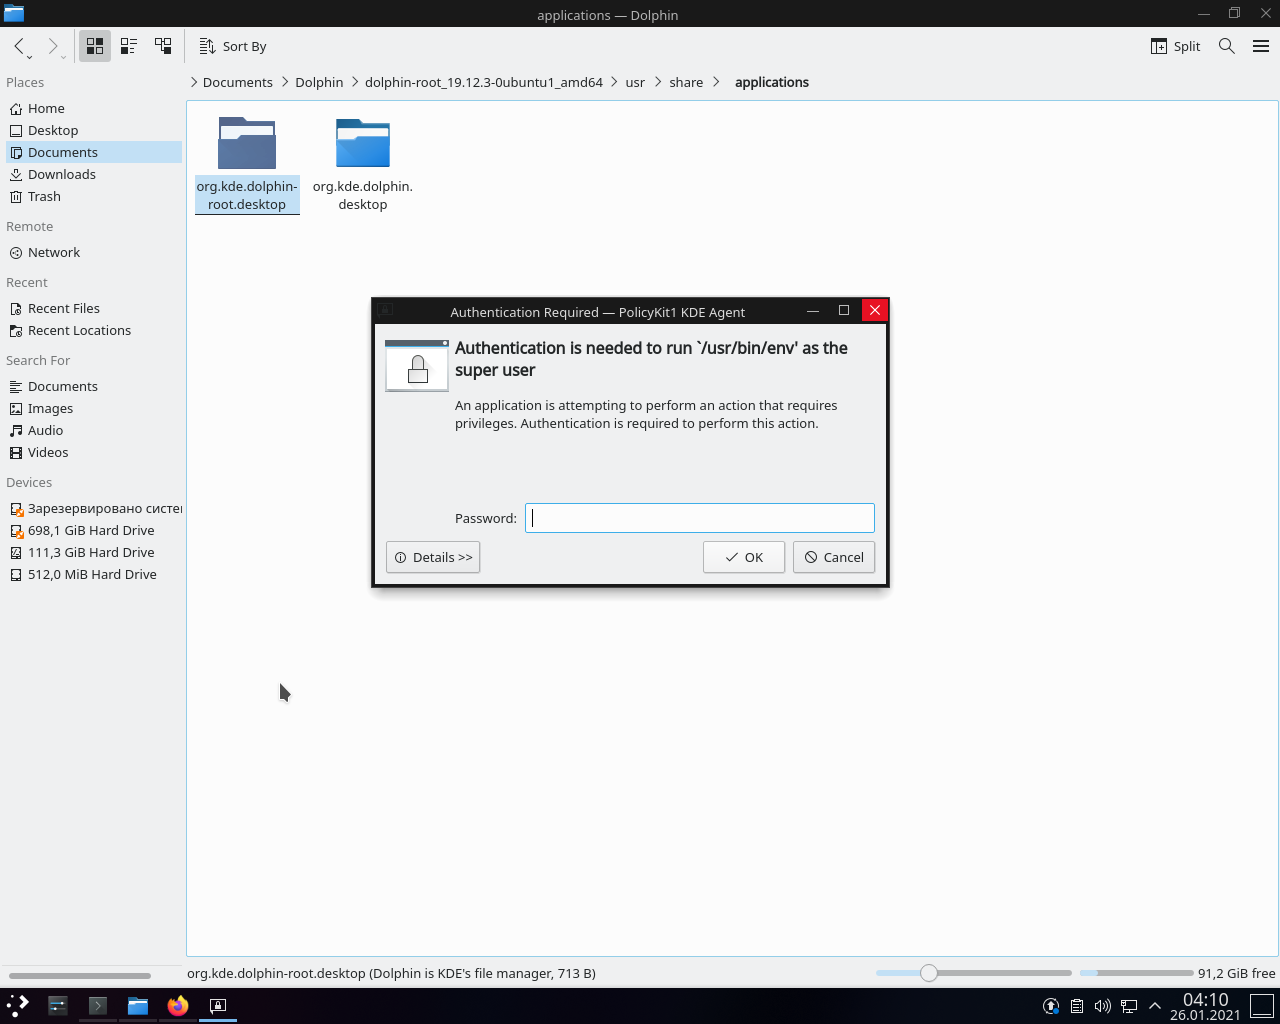 applications — Dolphin
Sort By
Split
Places
Home
Desktop
Documents
Downloads
Trash
Remote
Network
Recent
Recent Files
Recent Locations
Search For
Documents
Images
Audio
Videos
Devices
Зарезервировано систе
698,1 GiB Hard Drive
111,3 GiB Hard Drive
512,0 MiB Hard Drive
Documents
Dolphin
dolphin-root_19.12.3-0ubuntu1_amd64
usr
share
applications
org.kde.dolphin-
root.desktop
org.kde.dolphin.
desktop
Authentication Required — PolicyKit1 KDE Agent
Authentication is needed to run `/usr/bin/env' as the
super user
An application is attempting to perform an action that requires
privileges. Authentication is required to perform this action.
Password:
Details >>
OK
Cancel
org.kde.dolphin-root.desktop (Dolphin is KDE's file manager, 713 B)
91,2 GiB free
04:10
26.01.2021